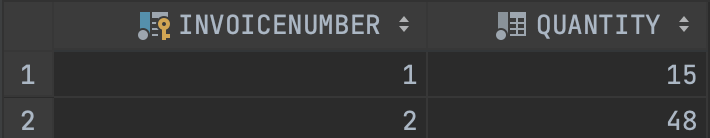 INVOICENUMBER QUANTITY
1 1 15
2 2 48